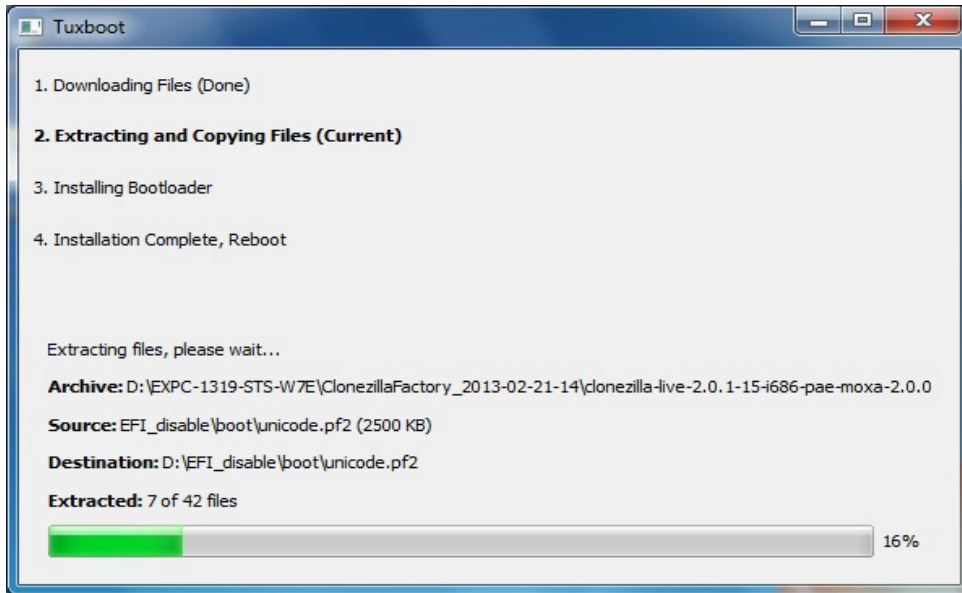 Tuxboot
1. Downloading Files (Done)
2. Extracting and Copying Files (Current)
3. Installing Bootloader
4. Installation Complete, Reboot
Extracting files, please wait...
Archive: D:\EXPC-1319-STS-W7E\ClonezillaFactory_2013-02-21-14\clonezilla-live-2.0.1-15-i686-pae-moxa-2.0.0
Source: EFI_disable\boot\unicode.pf2 (2500 KB)
Destination: D:\EFI_disable\boot\unicode.pf2
Extracted: 7 of 42 files
16%